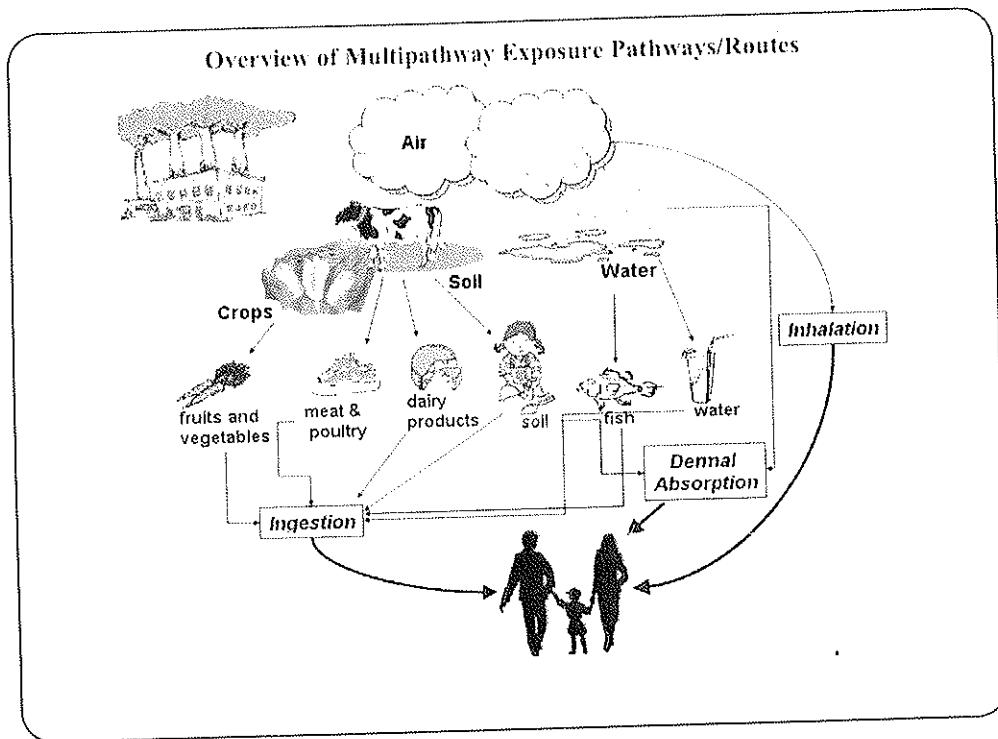 Overview of Multipathway Exposure Pathways/Routes
Air
Soil
Water
Crops
Inhalation
fruits and
vegetables
meat &
poultry
dairy
products
soil
fish
water
Dermal
Absorption
Ingestion